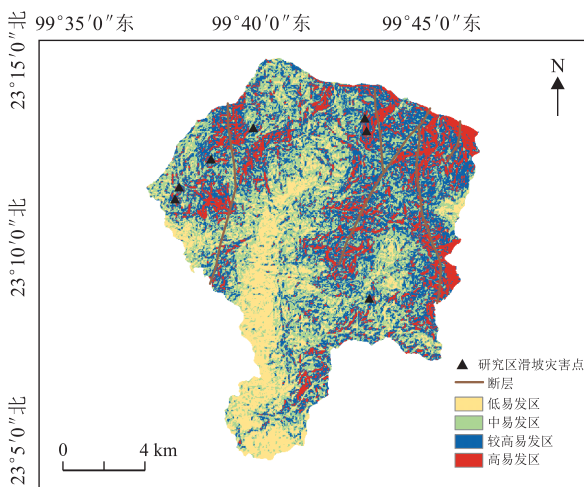 99°35′0″东 99°40′0″东 99°45′0″东
23°15′0″北
23°10′0″北
23°5′0″北
N
研究区滑坡灾害点
断层
低易发区
中易发区
较高易发区
高易发区
0 4 km